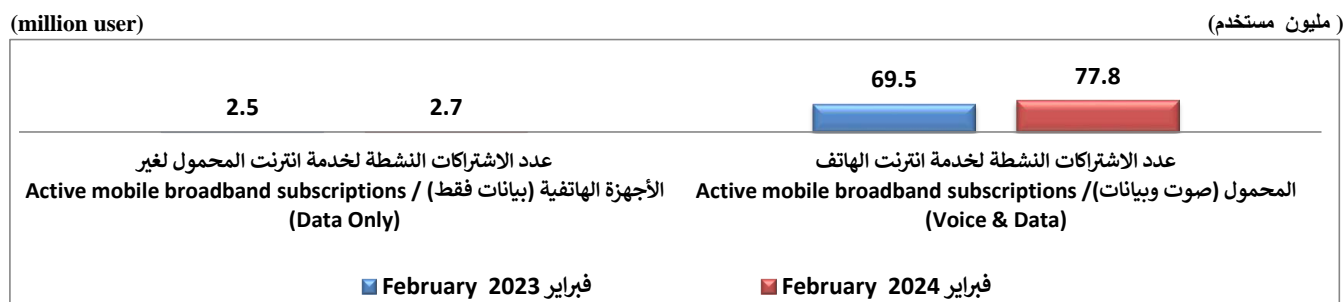 (million user)
( مليون مستخدم)
2.5
2.7
69.5
77.8
عدد الاشتراكات النشطة لخدمة انترنت المحمول لغير
الأجهزة الهاتفية (بيانات فقط) / Active mobile broadband subscriptions
(Data Only)
عدد الاشتراكات النشطة لخدمة انترنت الهاتف
المحمول (صوت وبيانات)/ Active mobile broadband subscriptions
(Voice & Data)
February 2023 فبراير
February 2024 فبراير